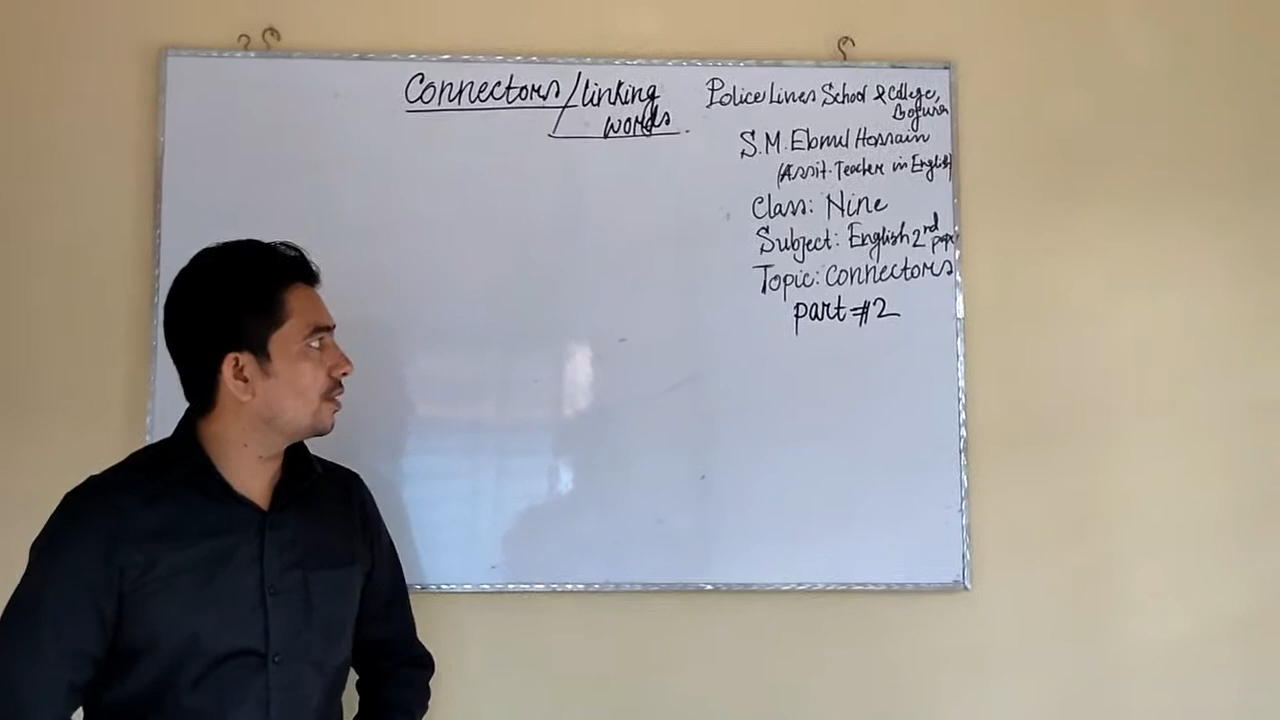 Connectors/linking
words
Police Lines School & College,
Bogura
S.M. Ebnul Hossain
(Assit. Teacher in English)
Class: Nine
Subject: English 2nd paper
Topic: Connectors
part #2